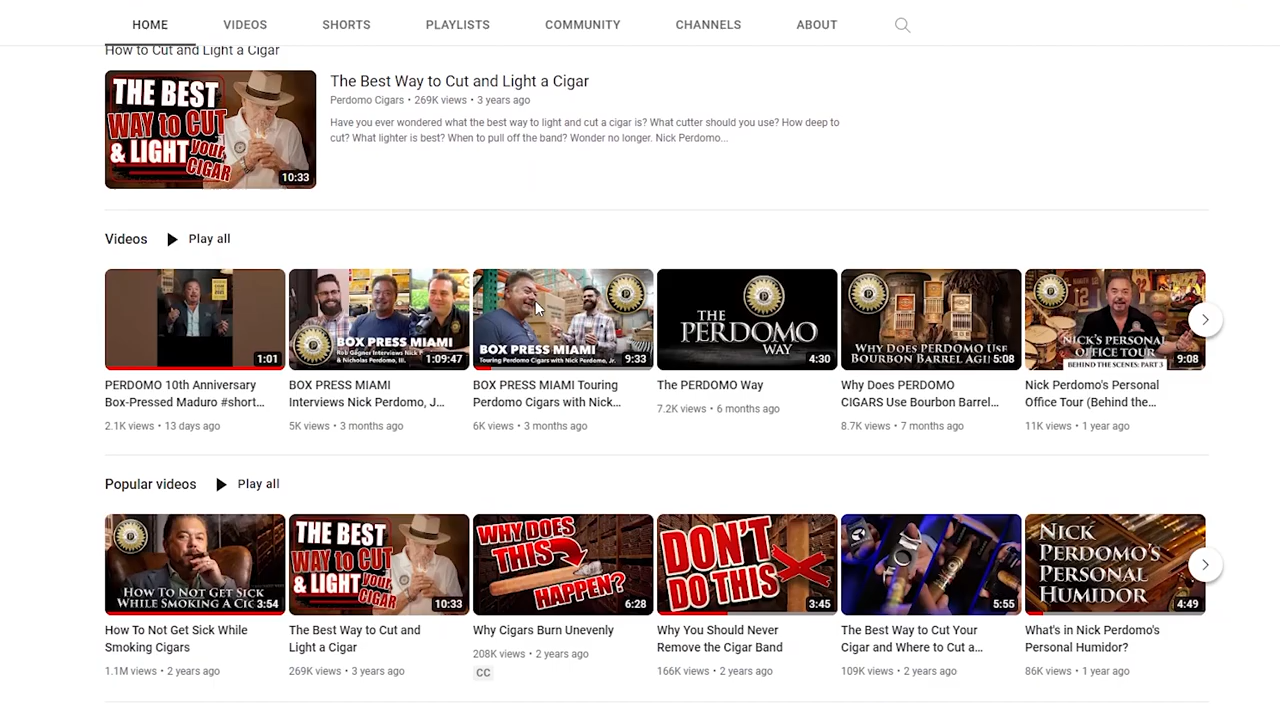 HOME VIDEOS SHORTS PLAYLISTS COMMUNITY CHANNELS ABOUT
How to Cut and Light a Cigar
THE BEST
WAY to CUT
& LIGHT your
CIGAR
10:33
The Best Way to Cut and Light a Cigar
Perdomo Cigars • 269K views • 3 years ago
Have you ever wondered what the best way to light and cut a cigar is? What cutter should you use? How deep to
cut? What lighter is best? When to pull off the band? Wonder no longer. Nick Perdomo...
Videos Play all
1:01
PERDOMO 10th Anniversary
Box-Pressed Maduro #short...
2.1K views • 13 days ago
BOX PRESS MIAMI
1:09:47
BOX PRESS MIAMI
Interviews Nick Perdomo, J...
5K views • 3 months ago
BOX PRESS MIAMI
Touring Perdomo Cigars with Nick Perdomo, Jr.
9:33
BOX PRESS MIAMI Touring
Perdomo Cigars with Nick...
6K views • 3 months ago
THE
PERDOMO
WAY
4:30
The PERDOMO Way
7.2K views • 6 months ago
WHY DOES PERDOMO USE
BOURBON BARREL AGI
5:08
Why Does PERDOMO
CIGARS Use Bourbon Barrel...
8.7K views • 7 months ago
12
NICK'S PERSONAL
OFFICE TOUR
BEHIND THE SCENES: PART 3
9:08
Nick Perdomo's Personal
Office Tour (Behind the...
11K views • 1 year ago
Popular videos Play all
HOW TO NOT GET SICK
WHILE SMOKING A CIG
3:54
How To Not Get Sick While
Smoking Cigars
1.1M views • 2 years ago
THE BEST
WAY to CUT
& LIGHT your
CIGAR
10:33
The Best Way to Cut and
Light a Cigar
269K views • 3 years ago
WHY DOES
THIS
HAPPEN?
6:28
Why Cigars Burn Unevenly
208K views • 2 years ago
CC
DON'T
DO THIS
3:45
Why You Should Never
Remove the Cigar Band
166K views • 2 years ago
5:55
The Best Way to Cut Your
Cigar and Where to Cut a...
109K views • 2 years ago
NICK
PERDOMO'S
PERSONAL
HUMIDOR
4:49
What's in Nick Perdomo's
Personal Humidor?
86K views • 1 year ago